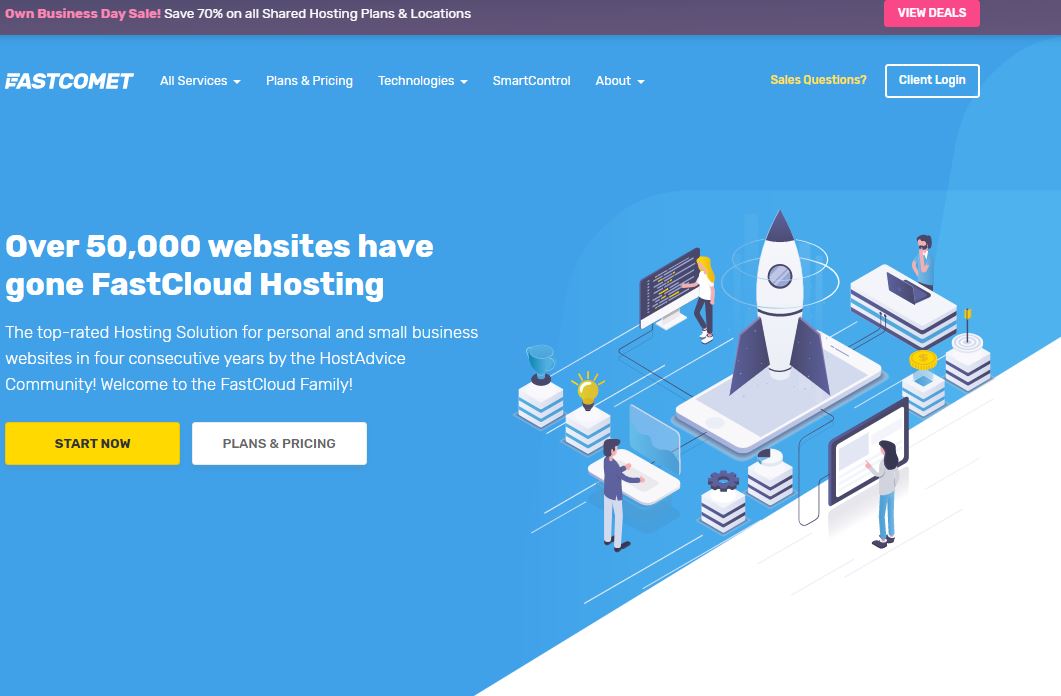 Own Business Day Sale! Save 70% on all Shared Hosting Plans & Locations
VIEW DEALS
FASTCOMET
All Services
Plans & Pricing
Technologies
SmartControl
About
Sales Questions?
Client Login
Over 50,000 websites have
gone FastCloud Hosting
The top-rated Hosting Solution for personal and small business
websites in four consecutive years by the HostAdvice
Community! Welcome to the FastCloud Family!
START NOW
PLANS & PRICING